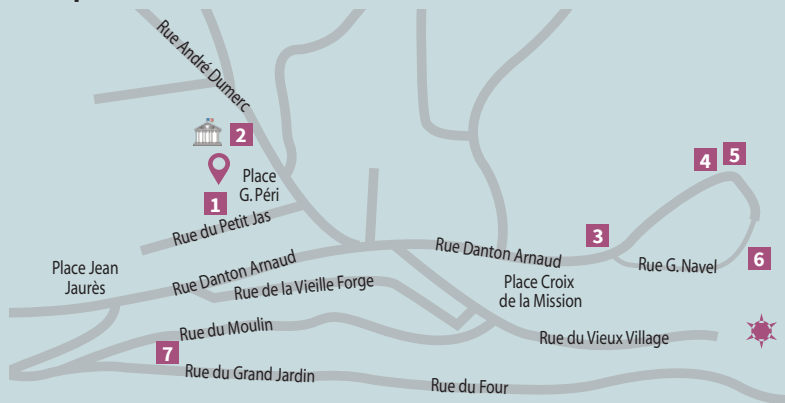 Rue André Dumerc
2
4
5
Place
G. Péri
1
Rue du Petit Jas
3
Rue Danton Arnaud
6
Rue G. Navel
Place Jean
Jaurès
Rue Danton Arnaud
Place Croix
de la Mission
Rue de la Vieille Forge
Rue du Moulin
Rue du Vieux Village
7
Rue du Grand Jardin
Rue du Four